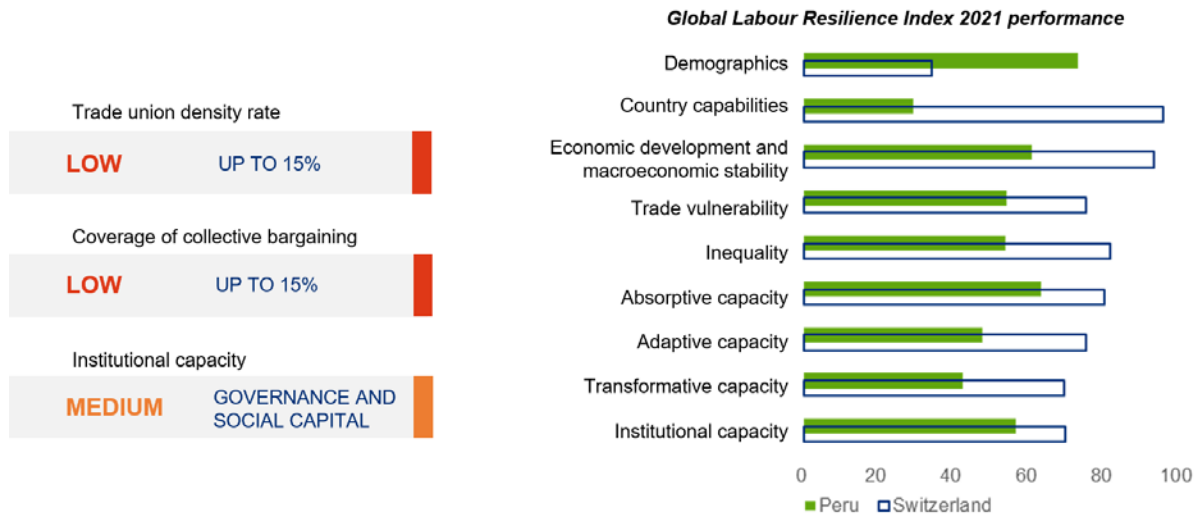 Trade union density rate
LOW UP TO 15%
Coverage of collective bargaining
LOW UP TO 15%
Institutional capacity
MEDIUM GOVERNANCE AND
SOCIAL CAPITAL
Global Labour Resilience Index 2021 performance
Demographics
Country capabilities
Economic development and
macroeconomic stability
Trade vulnerability
Inequality
Absorptive capacity
Adaptive capacity
Transformative capacity
Institutional capacity
0 20 40 60 80 100
Peru Switzerland